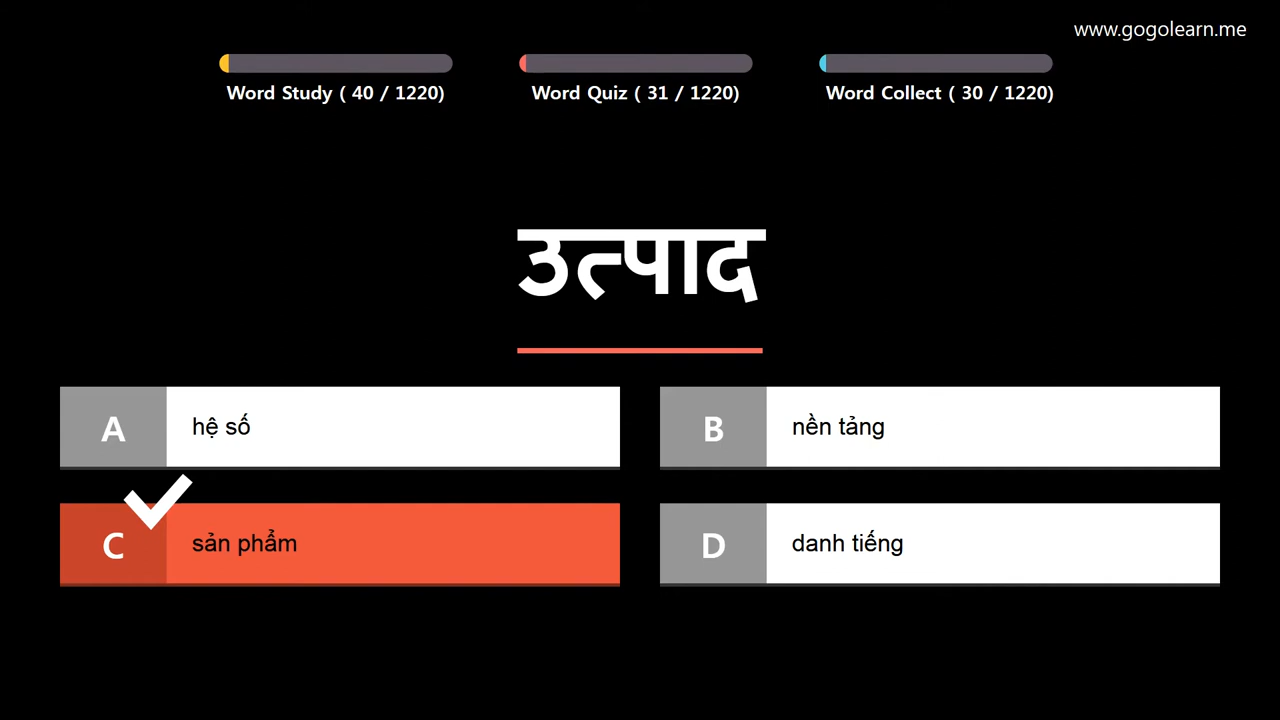 www.gogolearn.me
Word Study ( 40 / 1220)
Word Quiz ( 31 / 1220)
Word Collect ( 30 / 1220)
उत्पाद
A hệ số
B nền tảng
C sản phẩm
D danh tiếng